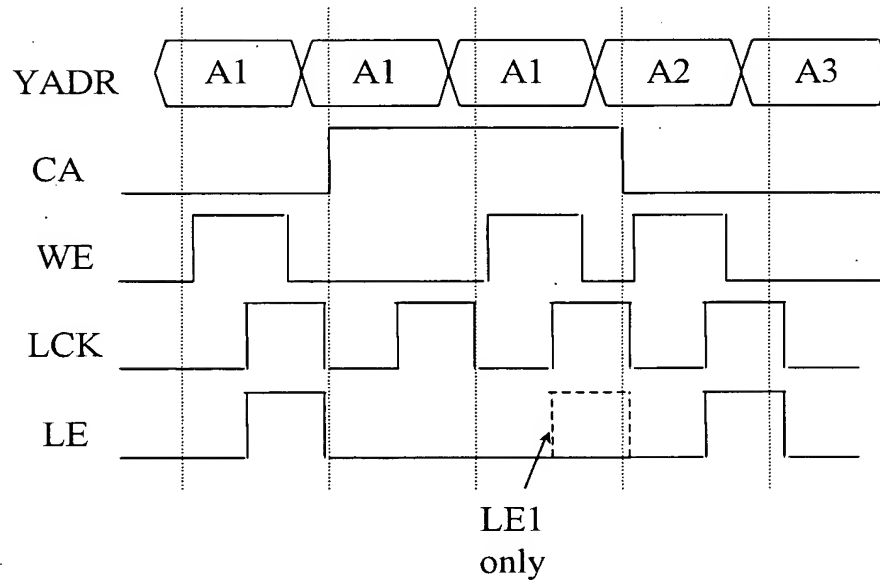 YADR A1 A1 A1 A2 A3
CA
WE
LCK
LE
LE1
only